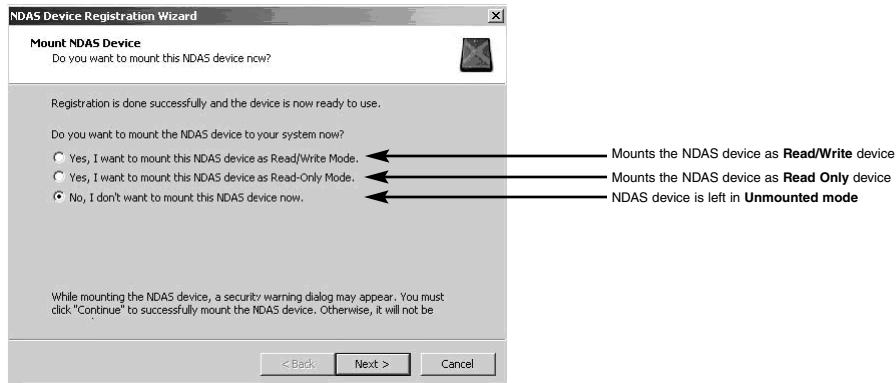 NDAS Device Registration Wizard
Mount NDAS Device
Do you want to mount this NDAS device now?
Registration is done successfully and the device is now ready to use.
Do you want to mount the NDAS device to your system now?
Yes, I want to mount this NDAS device as Read/Write Mode.
Mounts the NDAS device as Read/Write device
Yes, I want to mount this NDAS device as Read-Only Mode.
Mounts the NDAS device as Read Only device
No, I don't want to mount this NDAS device now.
NDAS device is left in Unmounted mode
While mounting the NDAS device, a security warning dialog may appear. You must
click "Continue" to successfully mount the NDAS device. Otherwise, it will not be
< Back
Next >
Cancel